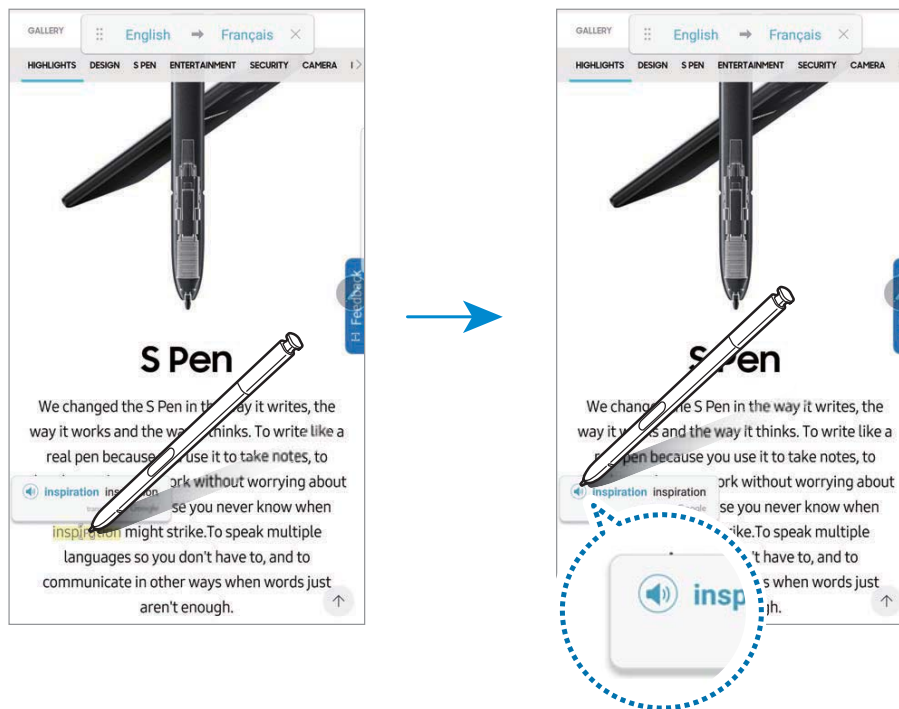 GALLERY
English → Français ×
HIGHLIGHTS DESIGN S PEN ENTERTAINMENT SECURITY CAMERA
Feedback
S Pen
We changed the S Pen in the way it writes, the
way it works and the way thinks. To write like a
real pen because use it to take notes, to
ork without worrying about
inspiration inspiration
Google
se you never know when
inspiration might strike.To speak multiple
languages so you don't have to, and to
communicate in other ways when words just
aren't enough.
GALLERY
English → Français ×
HIGHLIGHTS DESIGN S PEN ENTERTAINMENT SECURITY CAMERA
S Pen
We chang he S Pen in the way it writes, the
way it ks and the way it thinks. To write like a
pen because you use it to take notes, to
ork without worrying about
inspiration inspiration
Google
se you never know when
ike.To speak multiple
't have to, and to
s when words just
gh.
insp